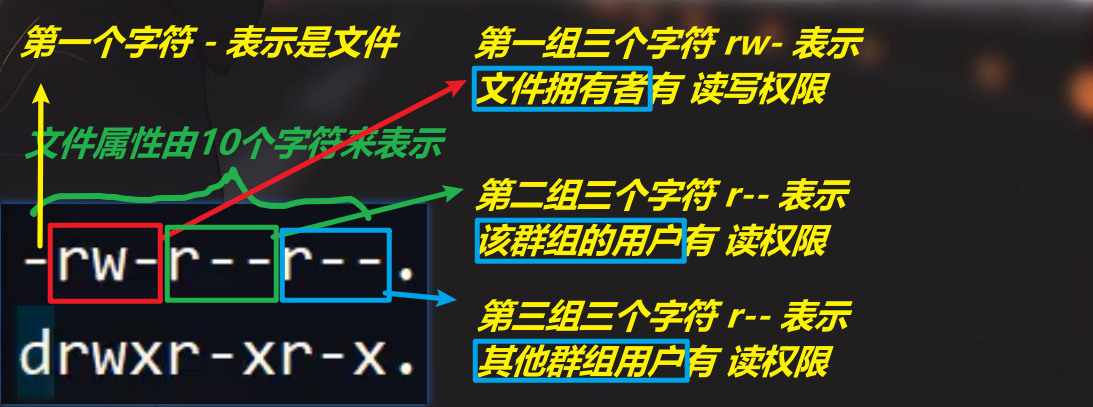 第一个字符 - 表示是文件
文件属性由10个字符来表示
-rw-r--r--.
drwxr-xr-x.
第一组三个字符 rw- 表示
文件拥有者有 读写权限
第二组三个字符 r-- 表示
该群组的用户有 读权限
第三组三个字符 r-- 表示
其他群组用户有 读权限